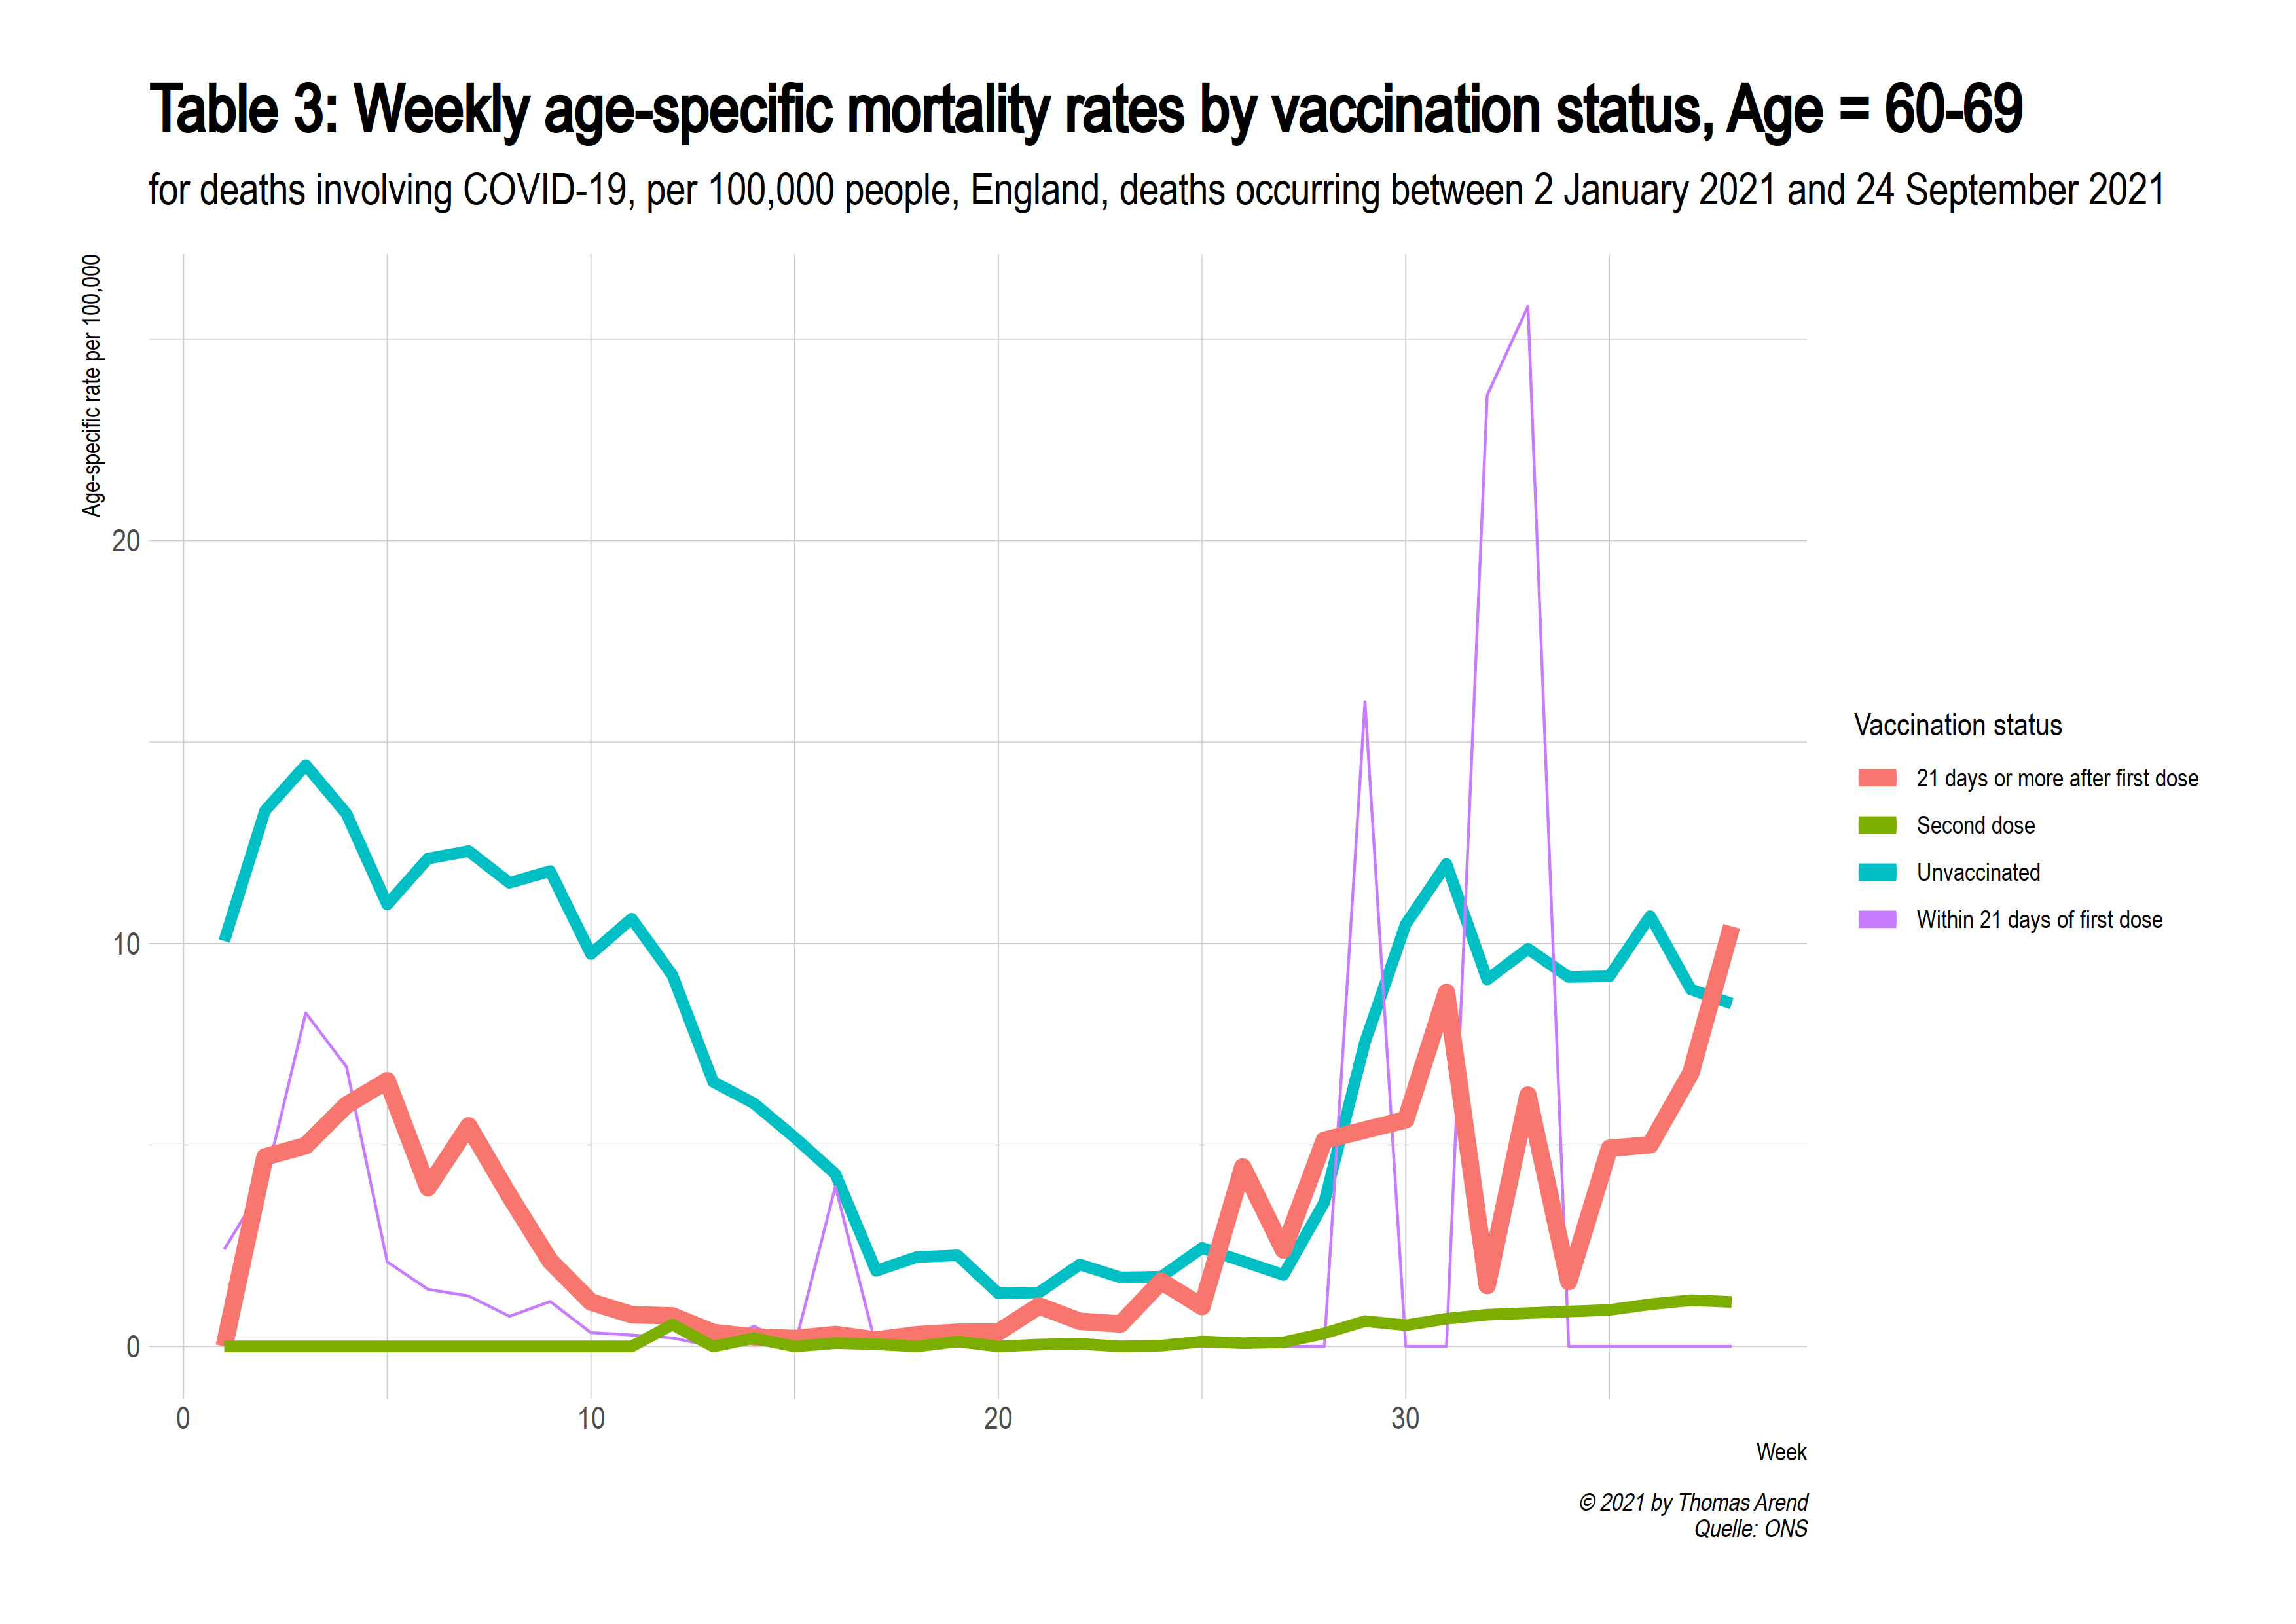 Table 3: Weekly age-specific mortality rates by vaccination status, Age = 60-69
for deaths involving COVID-19, per 100,000 people, England, deaths occurring between 2 January 2021 and 24 September 2021
Age-specific rate per 100,000
20
10
0
0
10
20
30
Week
Vaccination status
21 days or more after first dose
Second dose
Unvaccinated
Within 21 days of first dose
© 2021 by Thomas Arend
Quelle: ONS